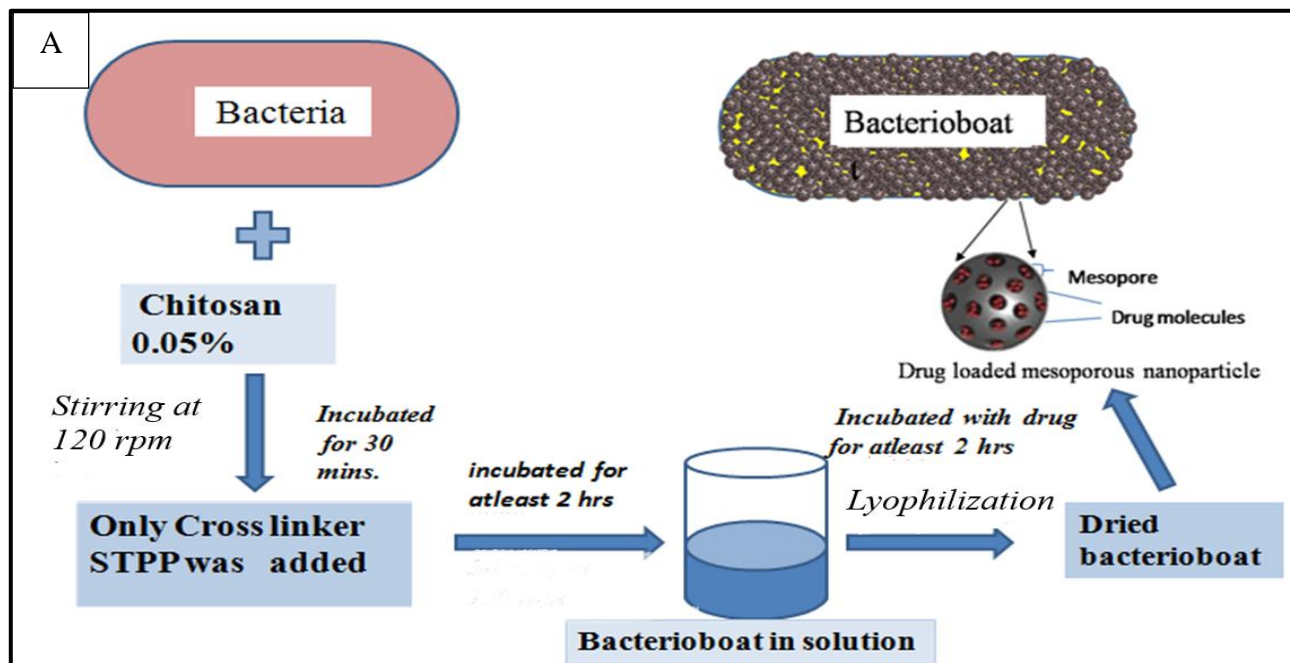 A
Bacteria
Chitosan
0.05%
Stirring at
120 rpm
Incubated
for 30
mins.
Only Cross linker
STPP was added
incubated for
atleast 2 hrs
Bacterioboat in solution
Incubated with drug
for atleast 2 hrs
Lyophilization
Dried
bacterioboat
Bacterioboat
t
Mesopore
Drug molecules
Drug loaded mesoporous nanoparticle